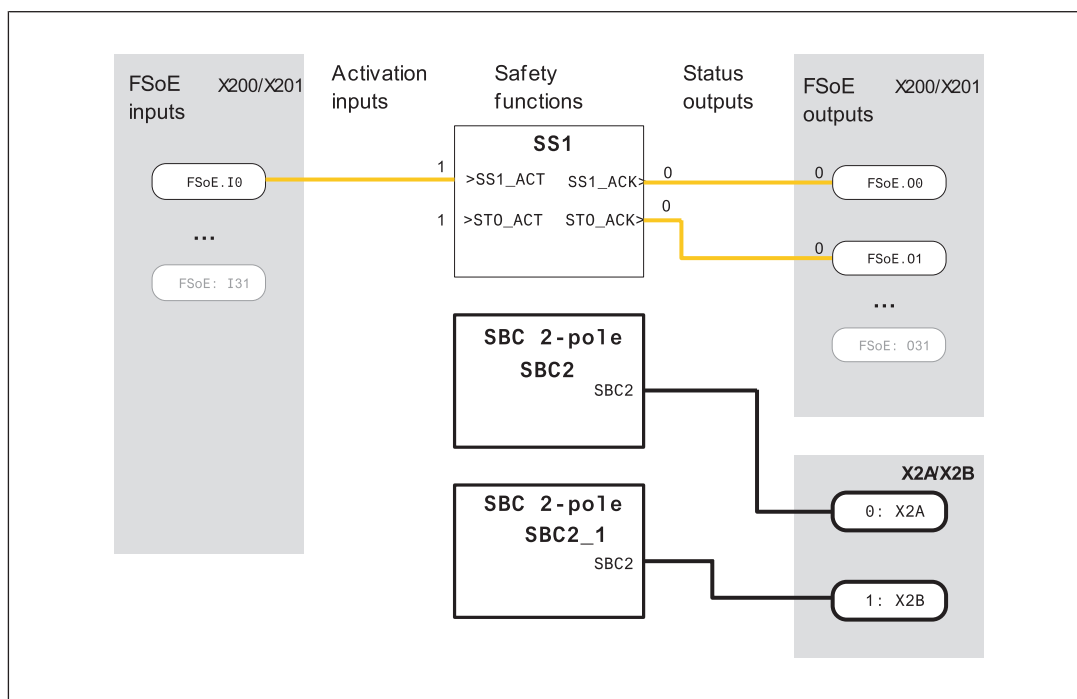 FSoE inputs X200/X201
Activation inputs
Safety functions
Status outputs
FSoE outputs X200/X201
SS1
FSoE.I0
1 >SS1_ACT SS1_ACK> 0
0 FSoE.O0
1 >STO_ACT STO_ACK> 0
...
0 FSoE.O1
FSoE: I31
...
FSoE: O31
SBC 2-pole
SBC2
SBC2
X2A/X2B
0: X2A
SBC 2-pole
SBC2_1
SBC2
1: X2B